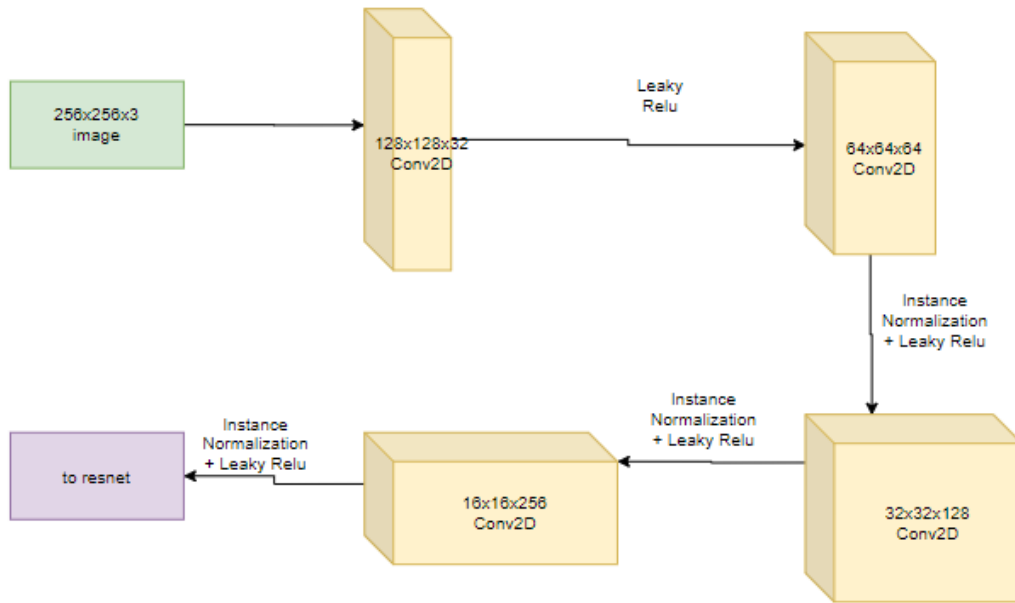 256x256x3
image
128x128x32
Conv2D
Leaky
Relu
64x64x64
Conv2D
Instance
Normalization
+ Leaky Relu
32x32x128
Conv2D
Instance
Normalization
+ Leaky Relu
16x16x256
Conv2D
Instance
Normalization
+ Leaky Relu
to resnet